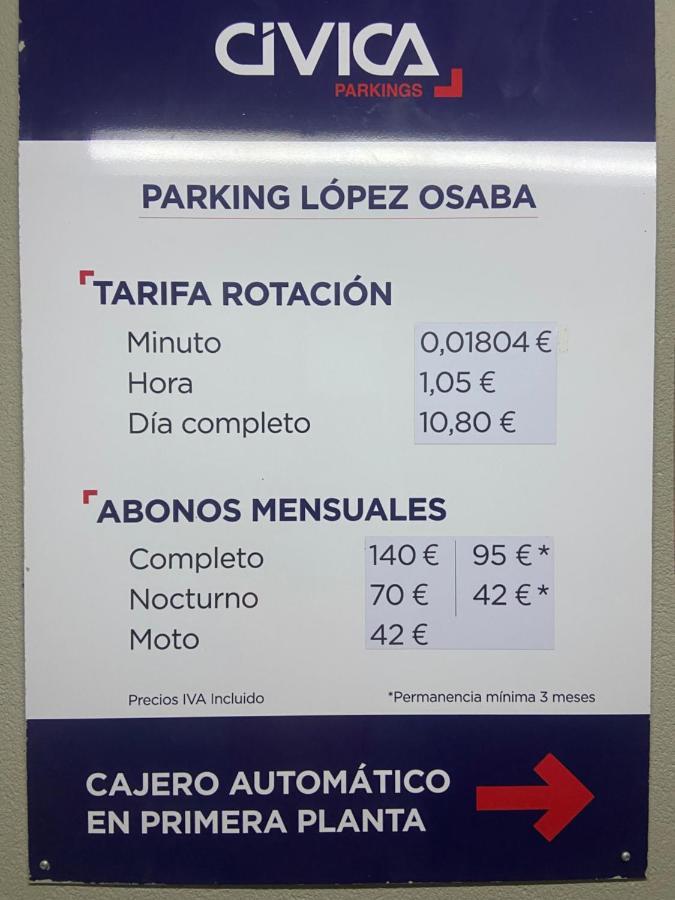 CÍVICA
PARKINGS
PARKING LÓPEZ OSABA
TARIFA ROTACIÓN
Minuto 0,01804 €
Hora 1,05 €
Día completo 10,80 €
ABONOS MENSUALES
Completo 140 € 95 €*
Nocturno 70 € 42 €*
Moto 42 €
Precios IVA Incluido *Permanencia mínima 3 meses
CAJERO AUTOMÁTICO
EN PRIMERA PLANTA